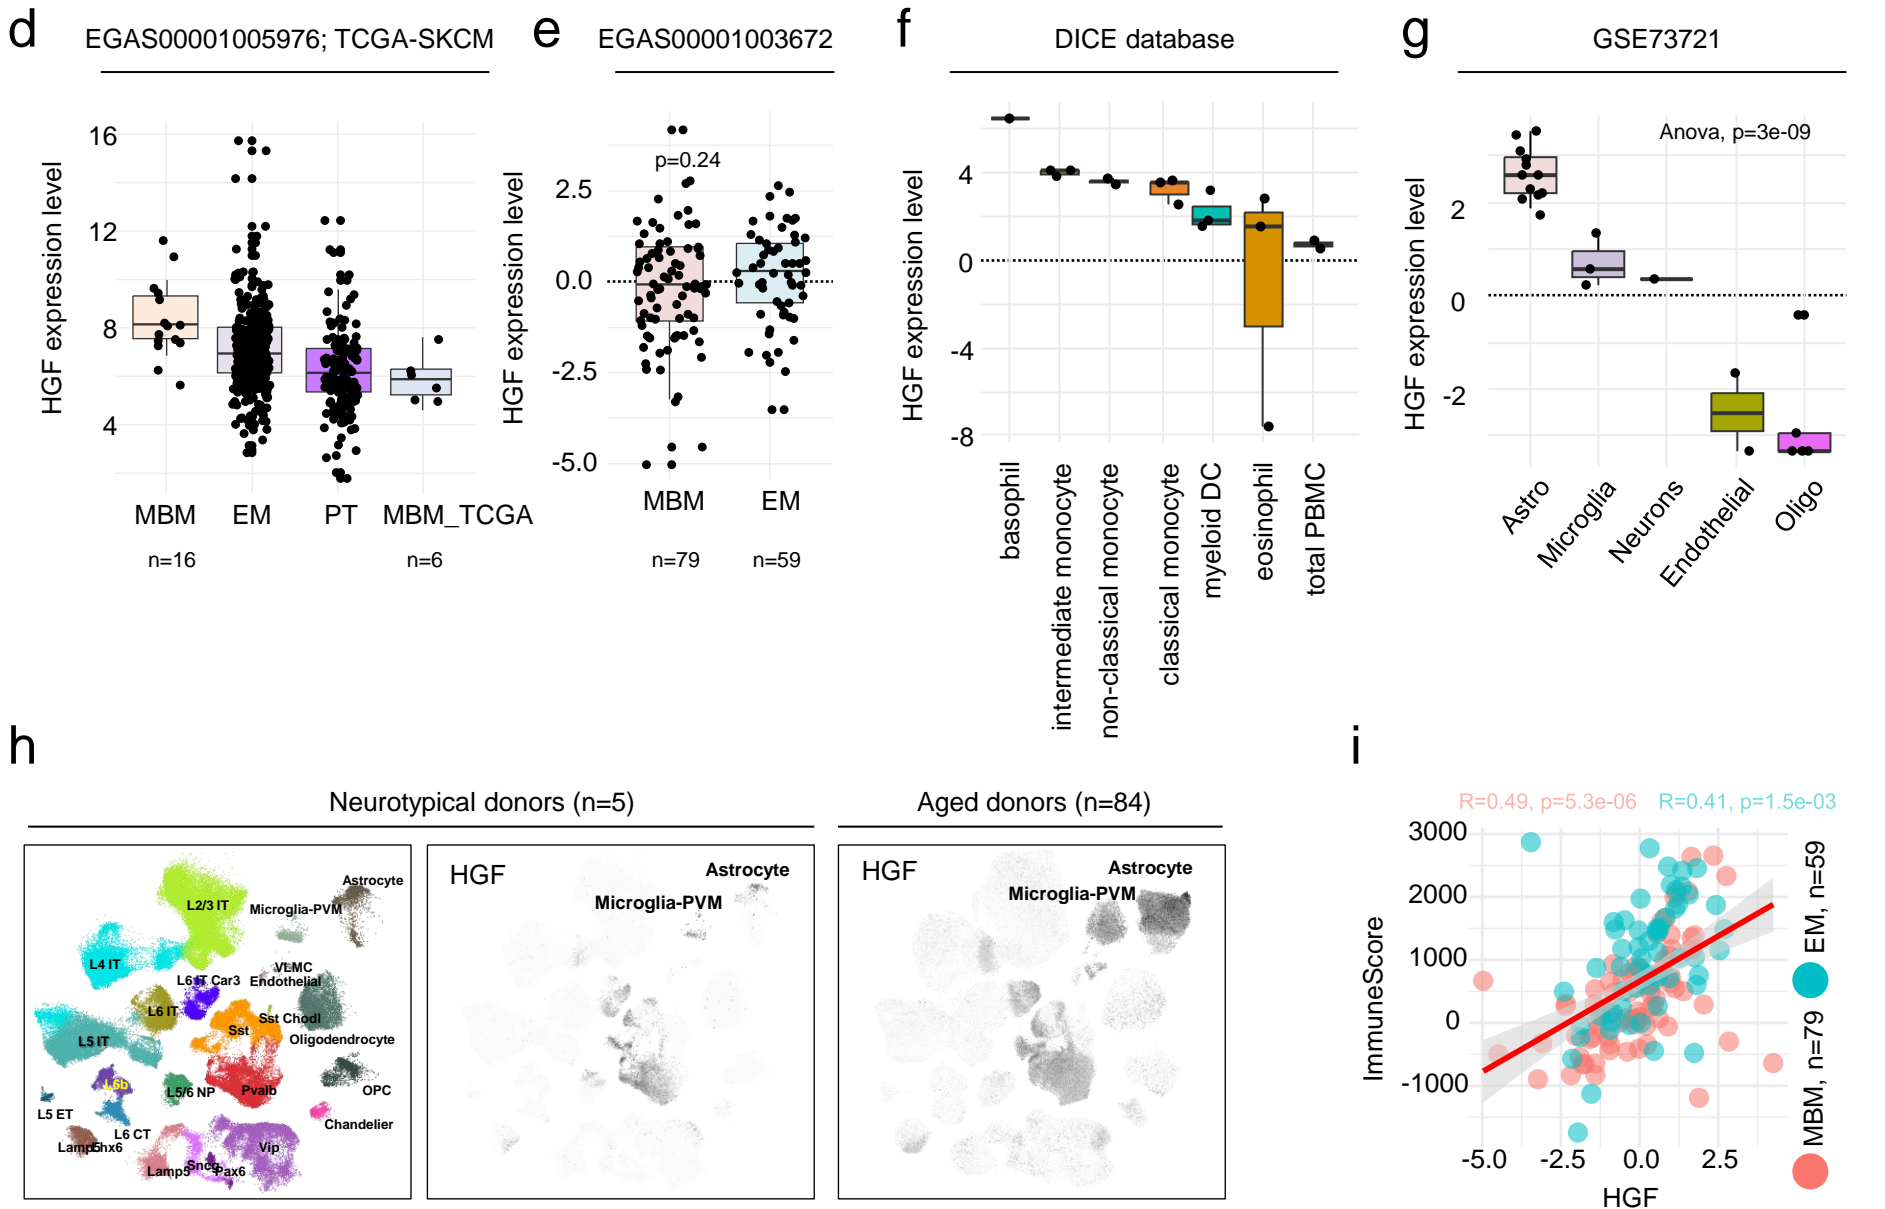 d
EGAS00001005976; TCGA-SKCM
HGF expression level
16
12
8
4
MBM
EM
PT
MBM_TCGA
n=16
n=6
e
EGAS00001003672
HGF expression level
p=0.24
2.5
0.0
-2.5
-5.0
MBM
EM
n=79
n=59
f
DICE database
HGF expression level
4
0
-4
-8
basophil
intermediate monocyte
non-classical monocyte
classical monocyte
myeloid DC
eosinophil
total PBMC
g
GSE73721
Anova, p=3e-09
HGF expression level
2
0
-2
Astro
Microglia
Neurons
Endothelial
Oligo
h
Neurotypical donors (n=5)
Aged donors (n=84)
L2/3 IT
Astrocyte
Microglia-PVM
L4 IT
VLMC
L6 IT Car3
Endothelial
L6 IT
Sst Chodl
Sst
L5 IT
Oligodendrocyte
L6b
L5/6 NP
Pvalb
OPC
L5 ET
Chandelier
L6 CT
Lamp5
Lhx6
Vip
Lamp5
Sncg
Pax6
HGF
Astrocyte
Microglia-PVM
HGF
Astrocyte
Microglia-PVM
i
R=0.49, p=5.3e-06
R=0.41, p=1.5e-03
ImmuneScore
3000
2000
1000
0
-1000
-5.0
-2.5
0.0
2.5
HGF
MBM, n=79
EM, n=59